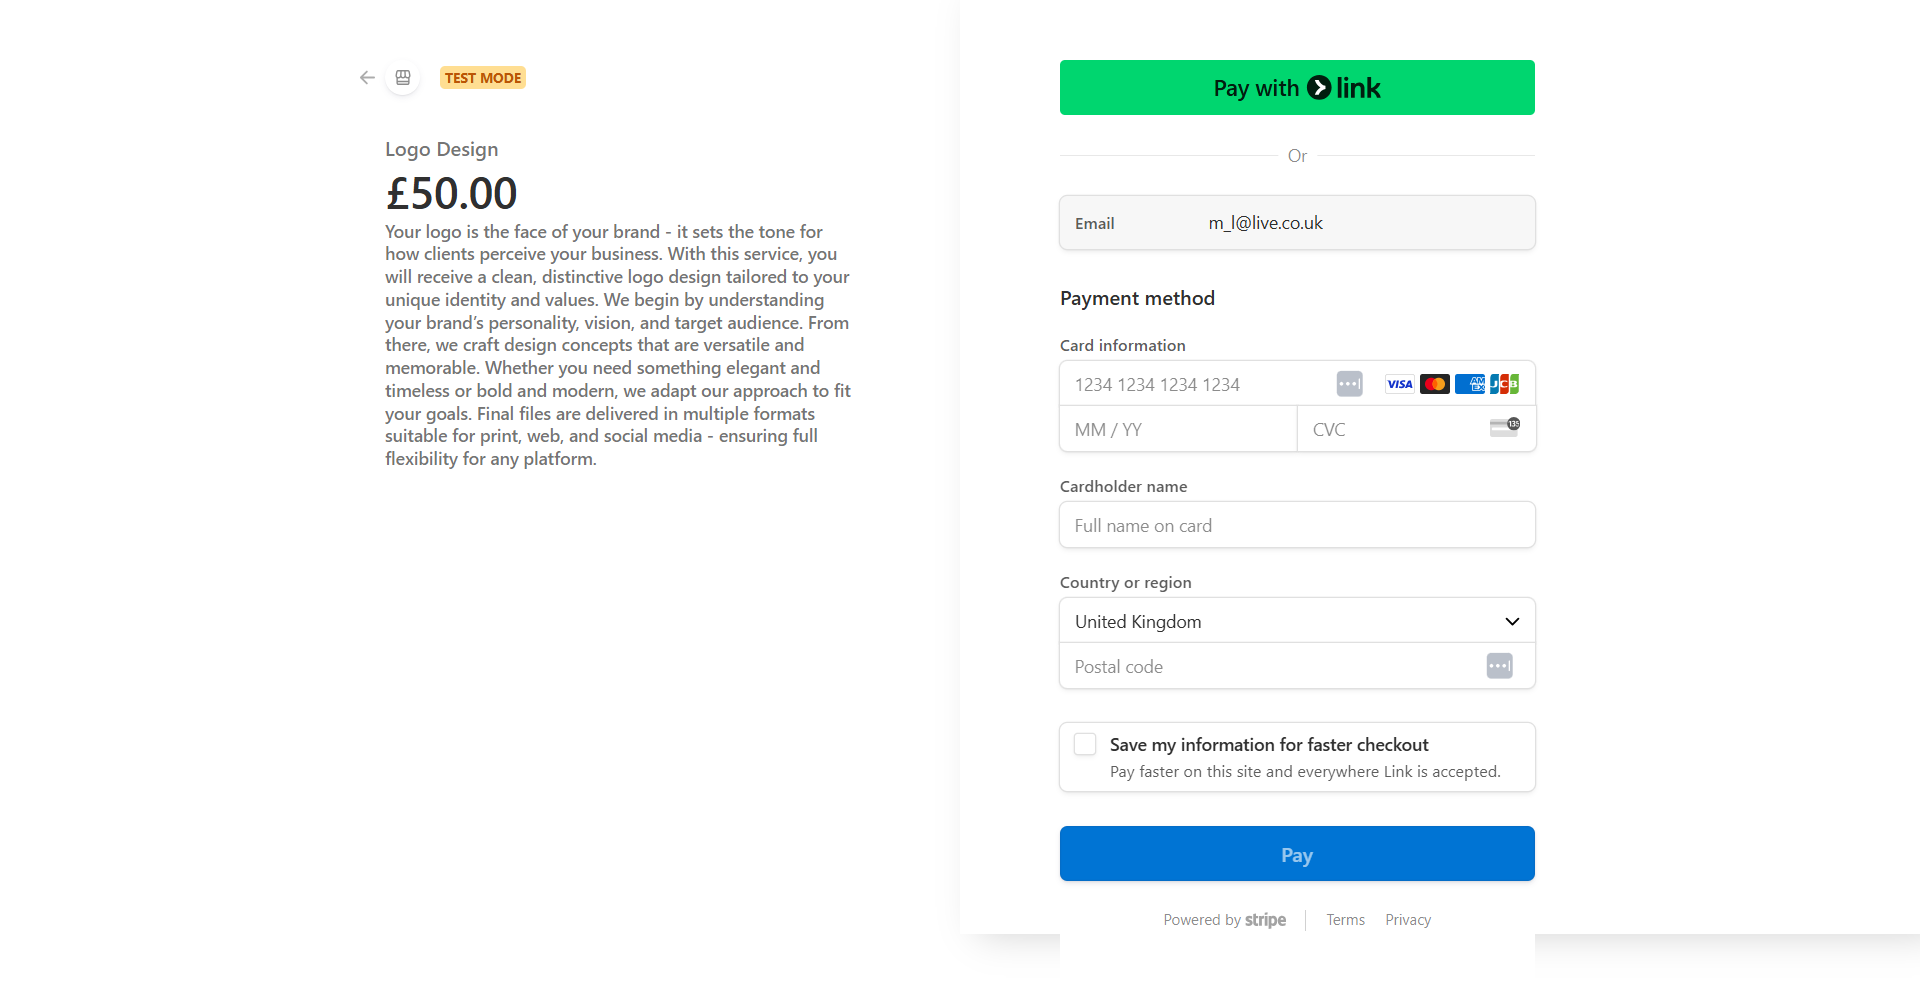 TEST MODE
Logo Design
£50.00
Your logo is the face of your brand - it sets the tone for
how clients perceive your business. With this service, you
will receive a clean, distinctive logo design tailored to your
unique identity and values. We begin by understanding
your brand’s personality, vision, and target audience. From
there, we craft design concepts that are versatile and
memorable. Whether you need something elegant and
timeless or bold and modern, we adapt our approach to fit
your goals. Final files are delivered in multiple formats
suitable for print, web, and social media - ensuring full
flexibility for any platform.
Pay with link
Or
Email m_l@live.co.uk
Payment method
Card information
1234 1234 1234 1234 VISA AMEX JCB
MM / YY CVC 135
Cardholder name
Full name on card
Country or region
United Kingdom
Postal code
Save my information for faster checkout
Pay faster on this site and everywhere Link is accepted.
Pay
Powered by stripe Terms Privacy